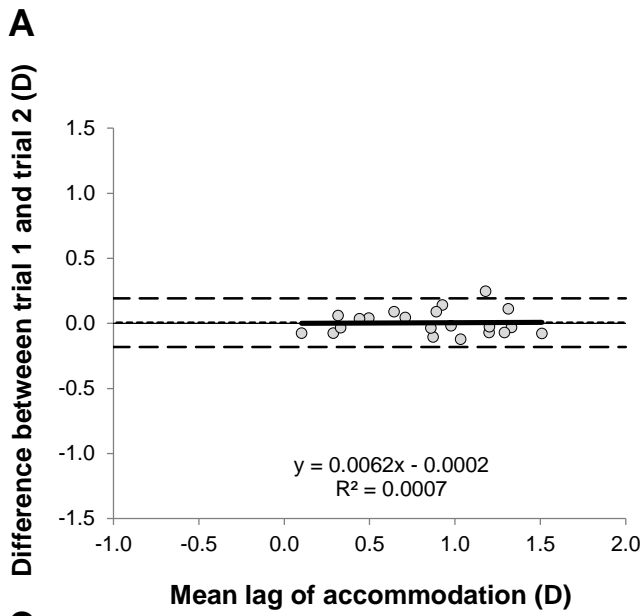 A
Difference betweeen trial 1 and trial 2 (D)
1.5
1.0
0.5
0.0
-0.5
-1.0
-1.5
y = 0.0062x - 0.0002
R² = 0.0007
-1.0 -0.5 0.0 0.5 1.0 1.5 2.0
Mean lag of accommodation (D)